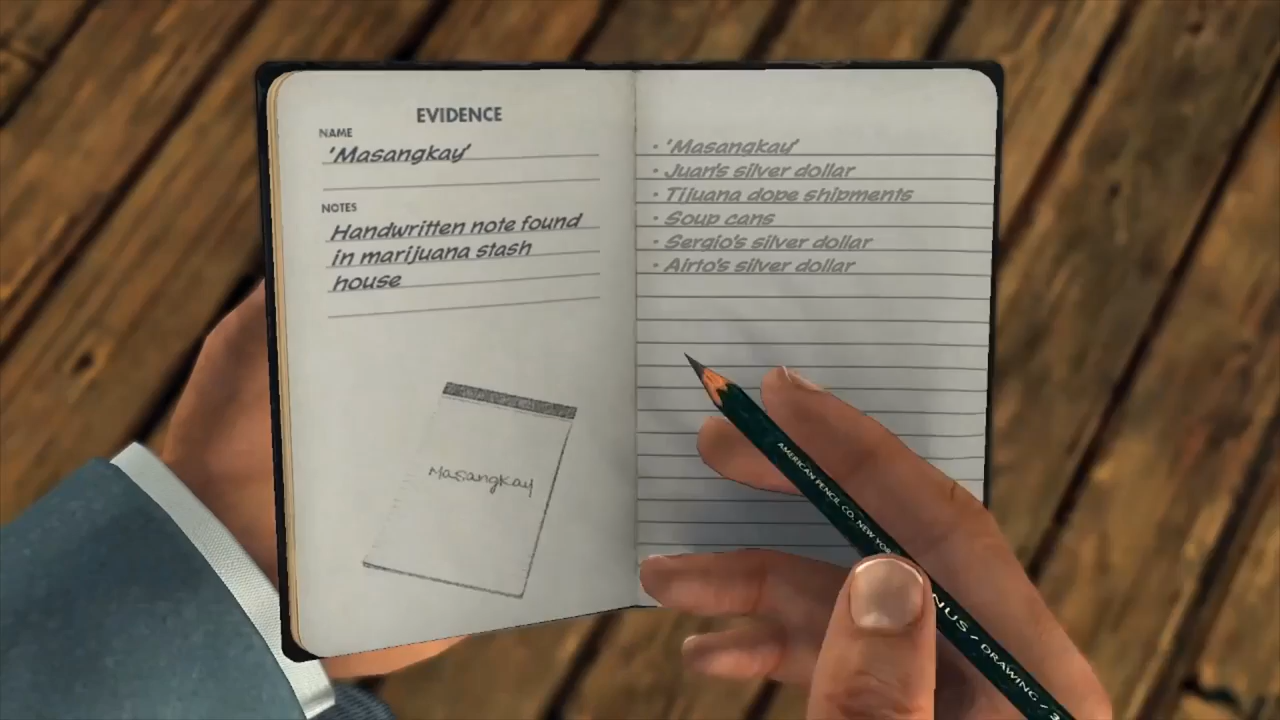 EVIDENCE
NAME
'Masangkay'
NOTES
Handwritten note found
in marijuana stash
house
Masangkay
• 'Masangkay'
• Juan's silver dollar
• Tijuana dope shipments
• Soup cans
• Sergio's silver dollar
• Airto's silver dollar
AMERICAN PENCIL CO. NEW YORK
NUS / DRAWING / 3